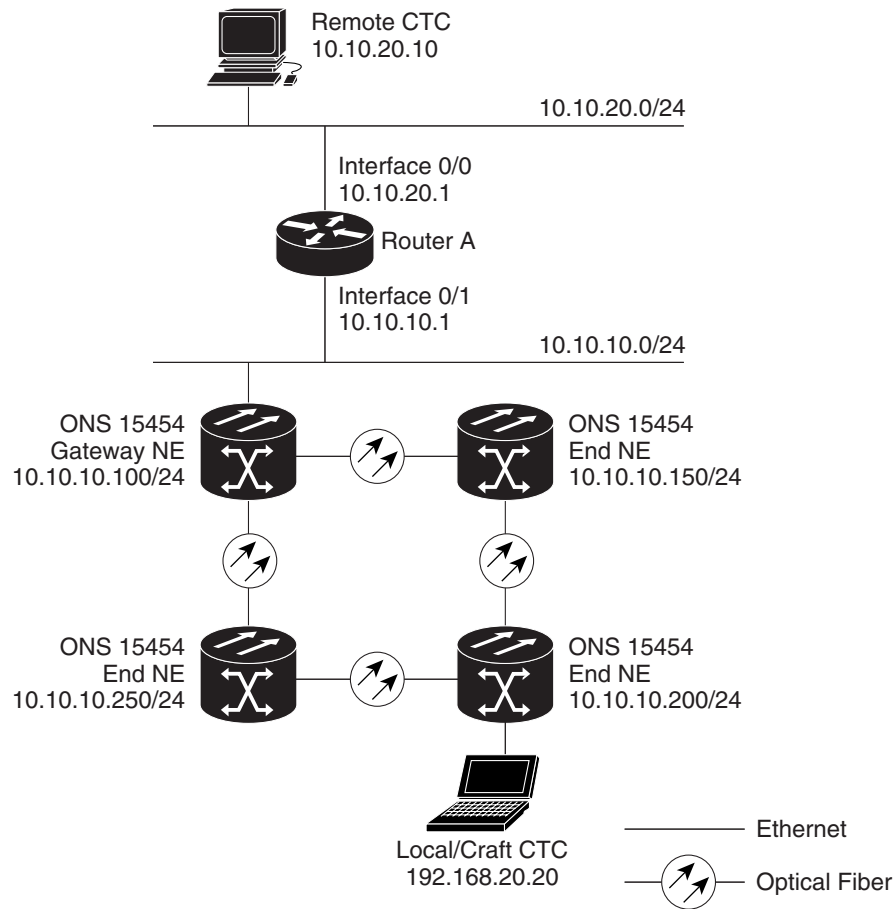 Remote CTC
10.10.20.10
10.10.20.0/24
Interface 0/0
10.10.20.1
Router A
Interface 0/1
10.10.10.1
10.10.10.0/24
ONS 15454
Gateway NE
10.10.10.100/24
ONS 15454
End NE
10.10.10.150/24
ONS 15454
End NE
10.10.10.250/24
ONS 15454
End NE
10.10.10.200/24
Local/Craft CTC
192.168.20.20
Ethernet
Optical Fiber